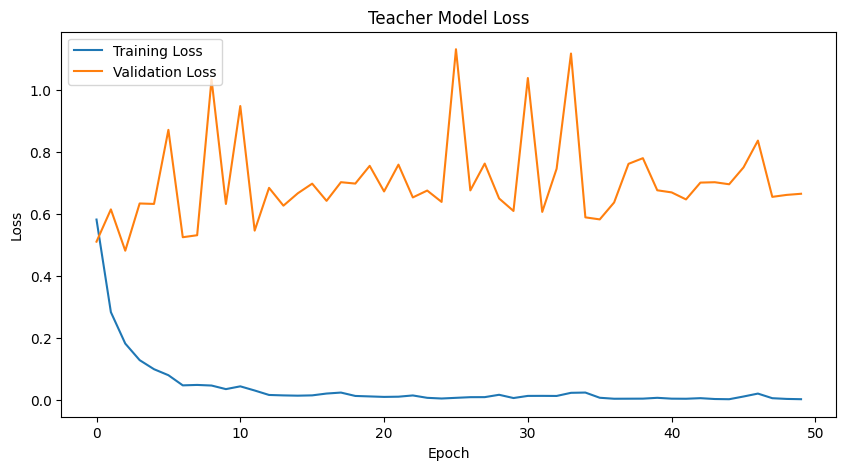 Teacher Model Loss
Training Loss
Validation Loss
1.0
0.8
0.6
0.4
0.2
0.0
Loss
0 10 20 30 40 50
Epoch